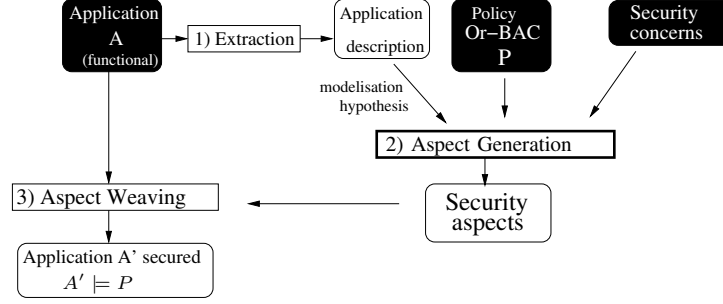 Application
A
(functional)
1) Extraction
Application
description
Policy
Or−BAC
P
Security
concerns
modelisation
hypothesis
2) Aspect Generation
3) Aspect Weaving
Security
aspects
Application A' secured
A′ |= P